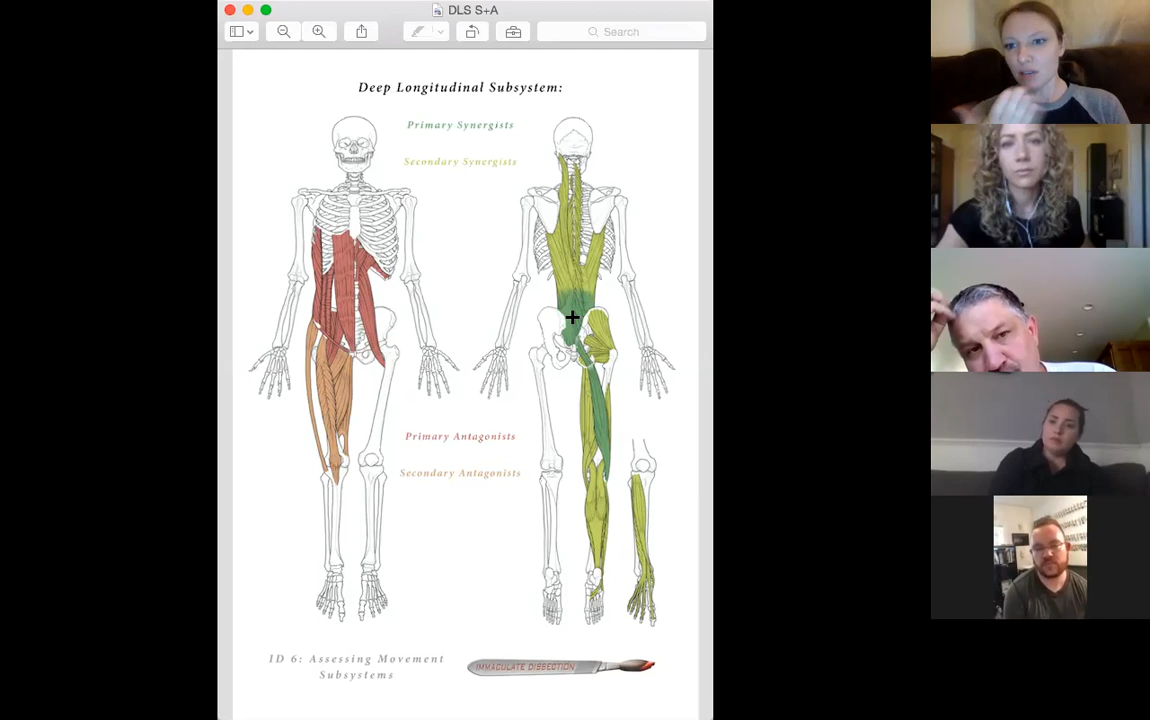 DLS S+A
Search
Deep Longitudinal Subsystem:
Primary Synergists
Secondary Synergists
Primary Antagonists
Secondary Antagonists
ID 6: Assessing Movement
Subsystems
IMMACULATE DISSECTION